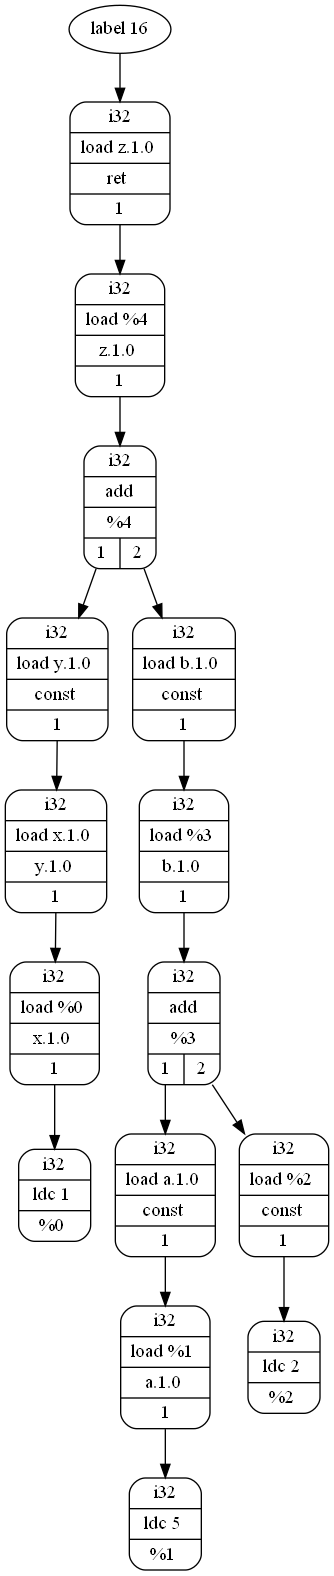 label 16
i32
load z.1.0
ret
1
i32
load %4
z.1.0
1
i32
add
%4
1 2
i32
load y.1.0
const
1
i32
load b.1.0
const
1
i32
load x.1.0
y.1.0
1
i32
load %3
b.1.0
1
i32
load %0
x.1.0
1
i32
add
%3
1 2
i32
ldc 1
%0
i32
load a.1.0
const
1
i32
load %2
const
1
i32
load %1
a.1.0
1
i32
ldc 2
%2
i32
ldc 5
%1